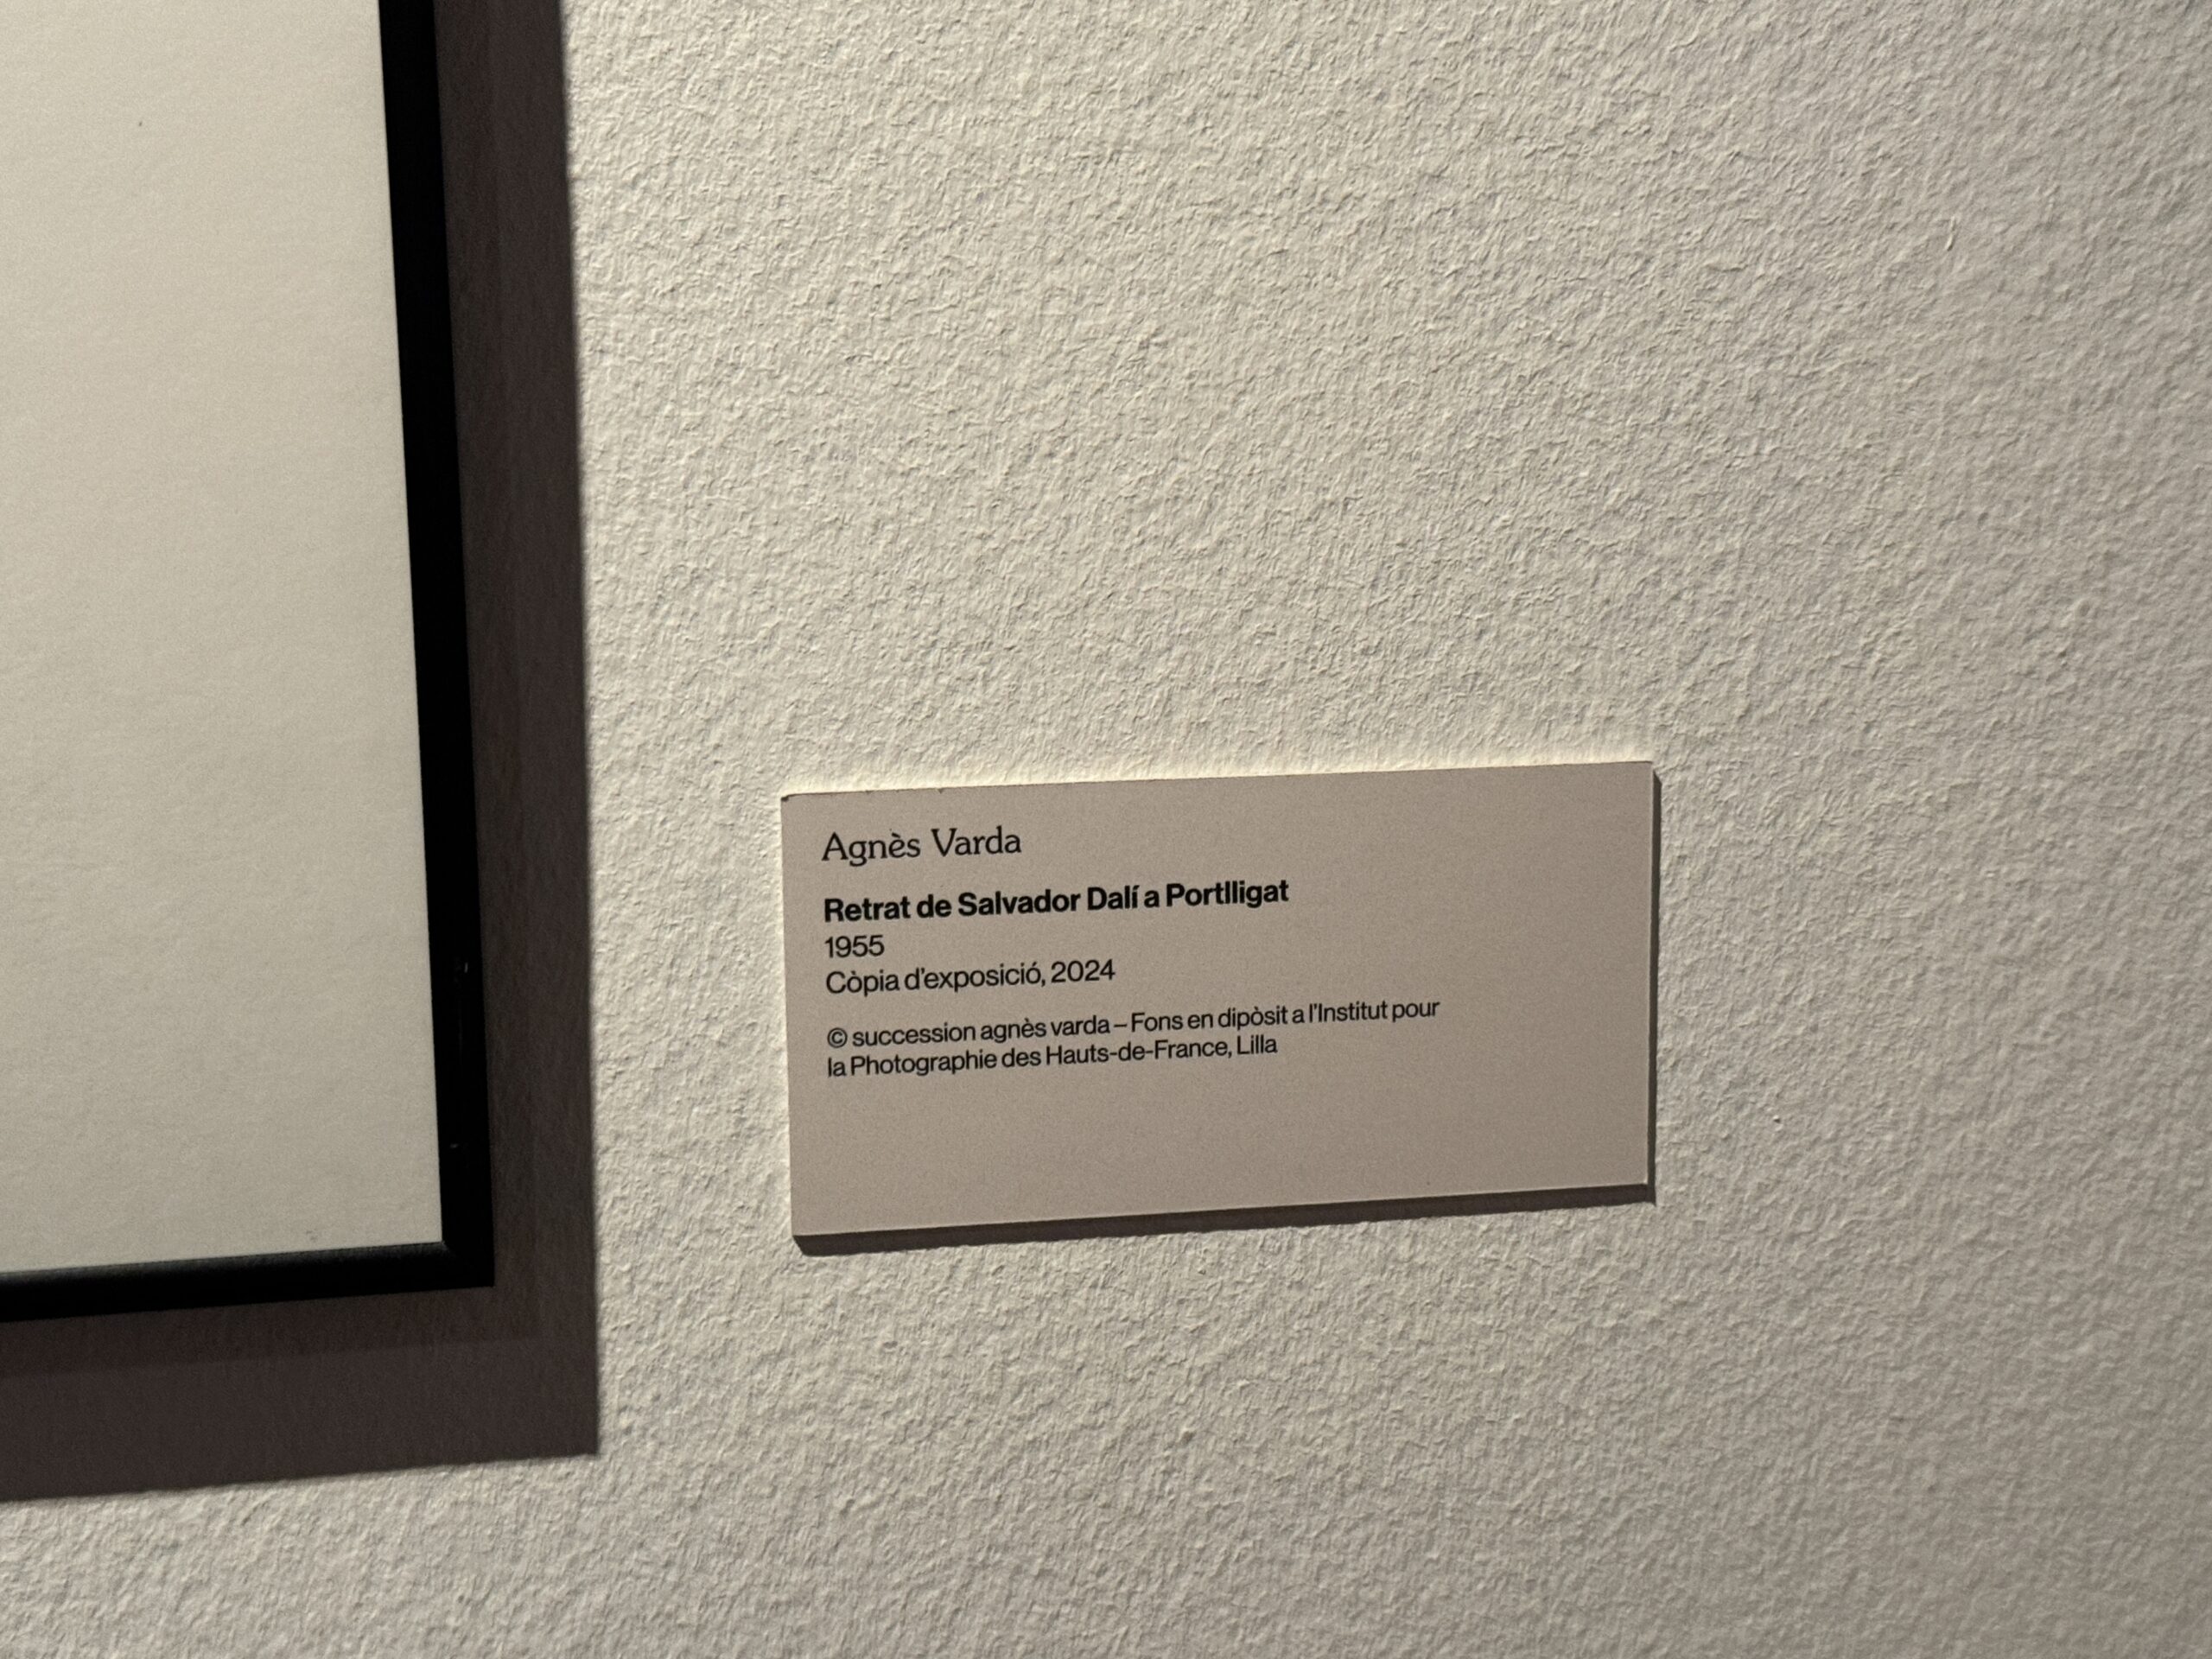 Agnès Varda
Retrat de Salvador Dalí a Portlligat
1955
Còpia d'exposició, 2024
© succession agnès varda – Fons en dipòsit a l'Institut pour
la Photographie des Hauts-de-France, Lilla